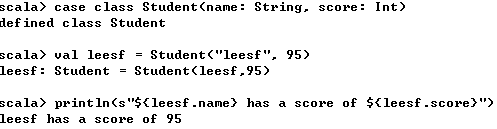 scala> case class Student(name: String, score: Int)
defined class Student
scala> val leesf = Student("leesf", 95)
leesf: Student = Student(leesf,95)
scala> println(s"${leesf.name} has a score of ${leesf.score}")
leesf has a score of 95